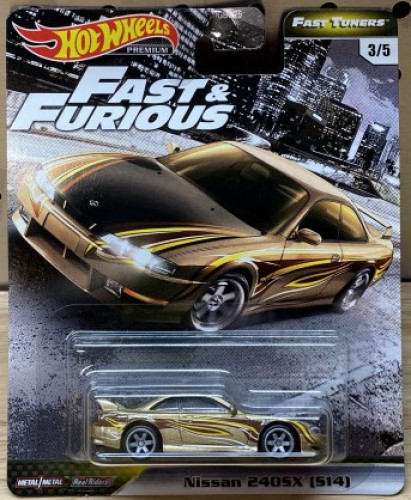 Hot Wheels
PREMIUM
Fast Tuners
3/5
FAST &
FURIOUS
METAL/METAL
Real Riders
Nissan 240SX (S14)